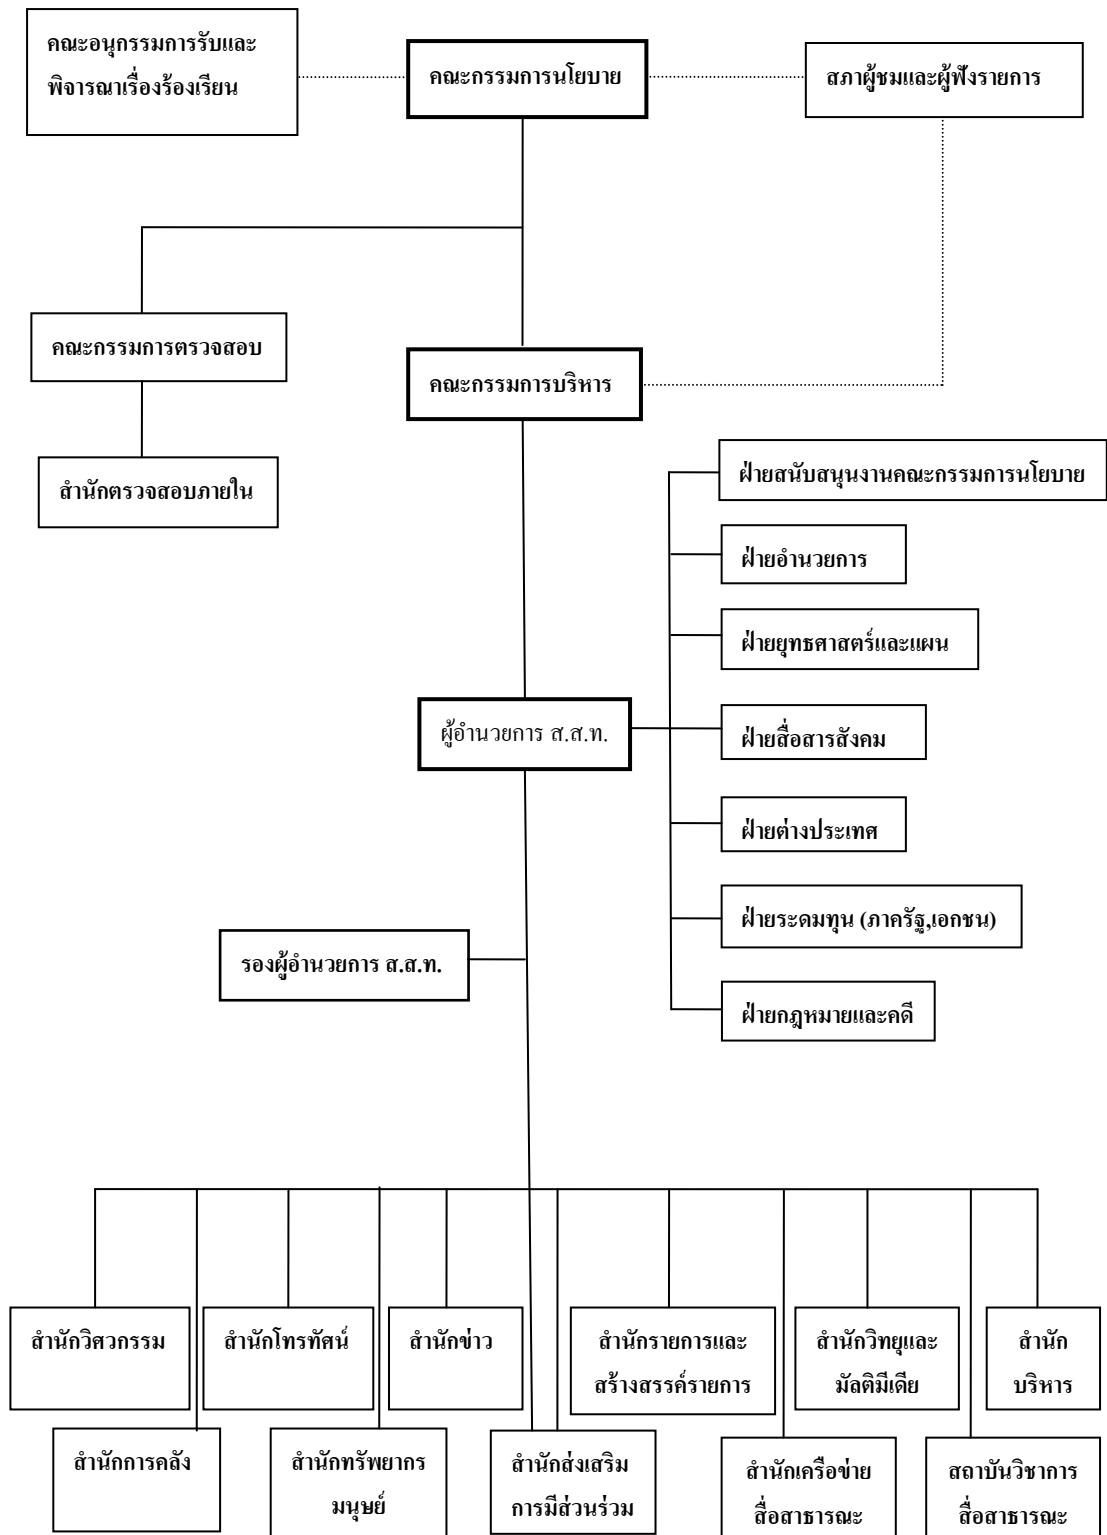 คณะอนุกรรมการรับและ
พิจารณาเรื่องร้องเรียน
คณะกรรมการนโยบาย
สภาผู้ชมและผู้ฟังรายการ
คณะกรรมการตรวจสอบ
คณะกรรมการบริหาร
สำนักตรวจสอบภายใน
ฝ่ายสนับสนุนงานคณะกรรมการนโยบาย
ฝ่ายอำนวยการ
ฝ่ายยุทธศาสตร์และแผน
ผู้อำนวยการ ส.ส.ท.
ฝ่ายสื่อสารสังคม
ฝ่ายต่างประเทศ
ฝ่ายระดมทุน (ภาครัฐ,เอกชน)
รองผู้อำนวยการ ส.ส.ท.
ฝ่ายกฎหมายและคดี
สำนักวิศวกรรม
สำนักโทรทัศน์
สำนักข่าว
สำนักรายการและ
สร้างสรรค์รายการ
สำนักวิทยุและ
มัลติมีเดีย
สำนัก
บริหาร
สำนักการคลัง
สำนักทรัพยากร
มนุษย์
สำนักส่งเสริม
การมีส่วนร่วม
สำนักเครือข่าย
สื่อสาธารณะ
สถาบันวิชาการ
สื่อสาธารณะ